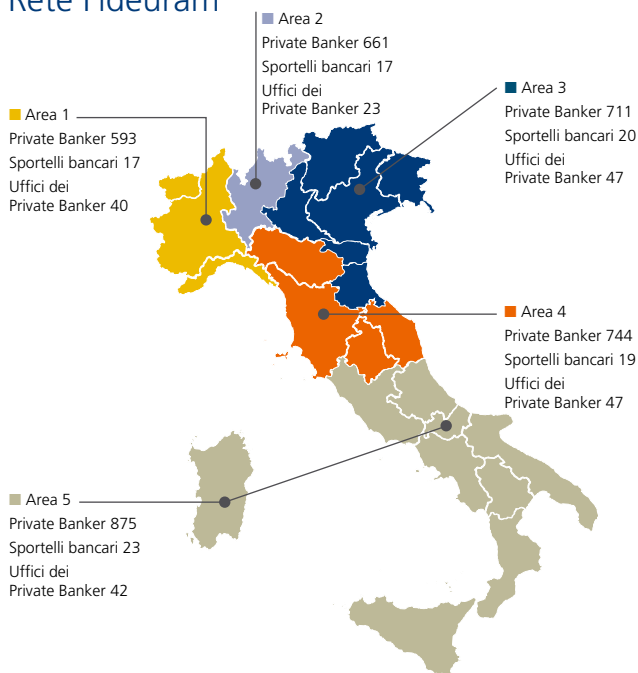 Rete Fideuram
Area 2
Private Banker 661
Sportelli bancari 17
Uffici dei
Private Banker 23
Area 3
Private Banker 711
Sportelli bancari 20
Uffici dei
Private Banker 47
Area 1
Private Banker 593
Sportelli bancari 17
Uffici dei
Private Banker 40
Area 4
Private Banker 744
Sportelli bancari 19
Uffici dei
Private Banker 47
Area 5
Private Banker 875
Sportelli bancari 23
Uffici dei
Private Banker 42